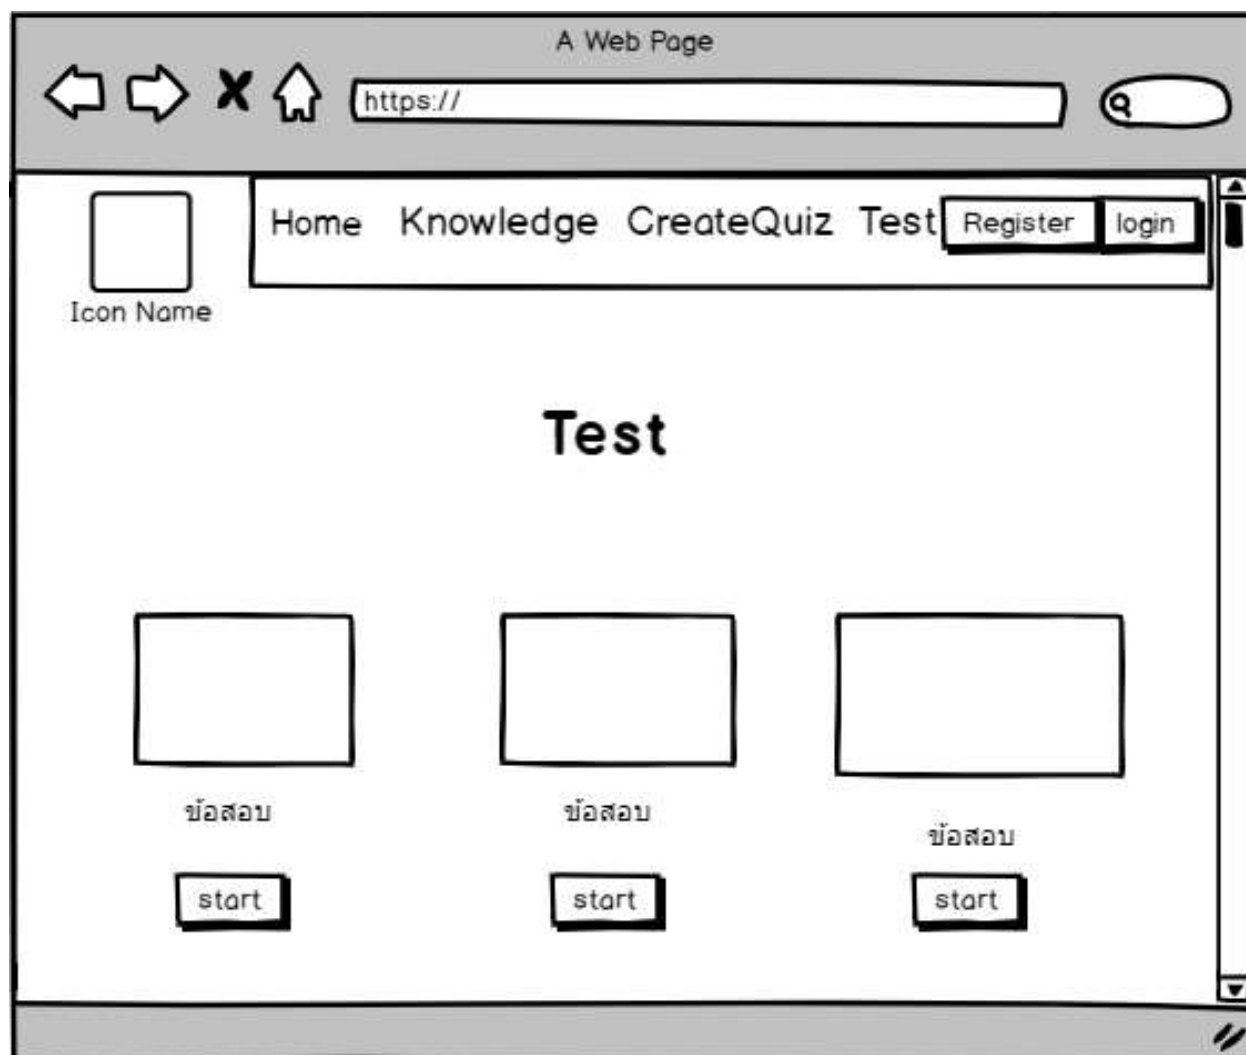 A Web Page
https://
Home Knowledge CreateQuiz Test Register login
Icon Name
Test
ข้อสอบ ข้อสอบ ข้อสอบ
start start start